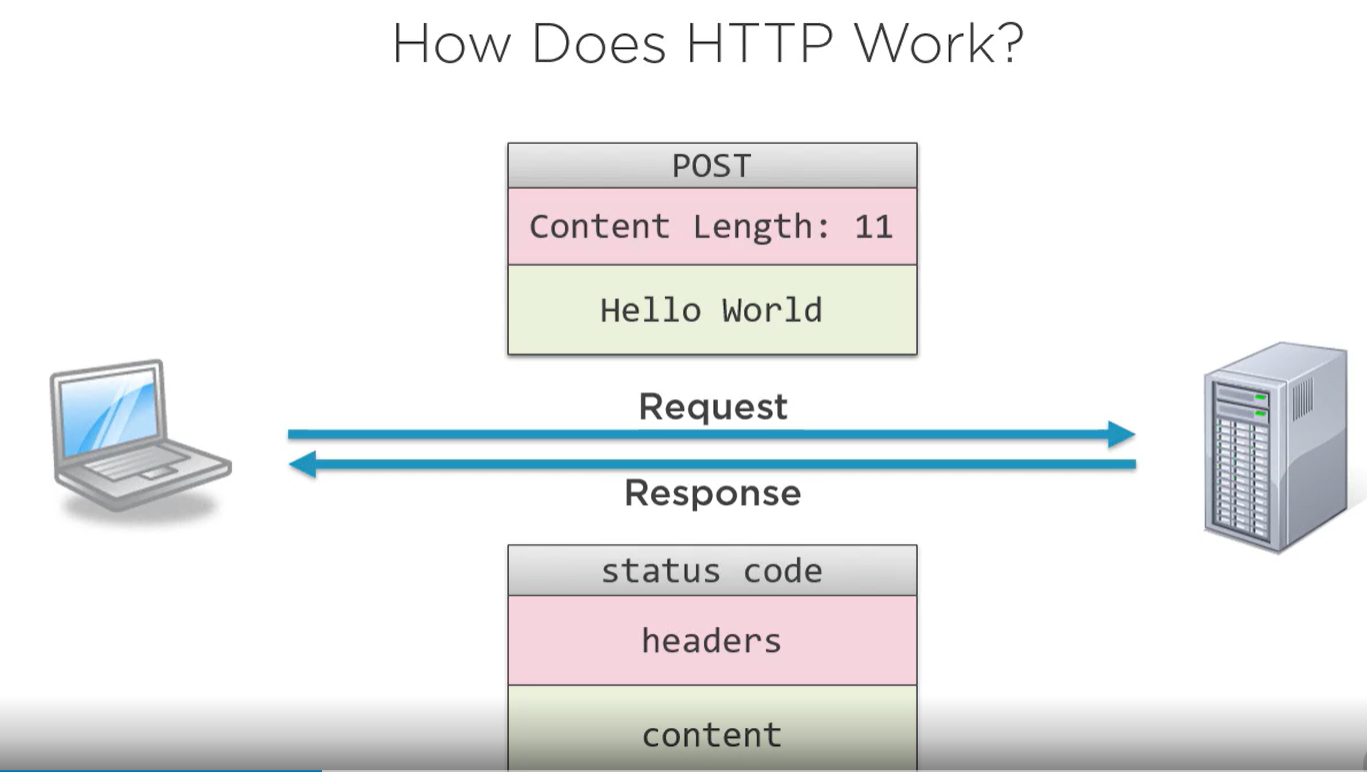 How Does HTTP Work?
POST
Content Length: 11
Hello World
Request
Response
status code
headers
content